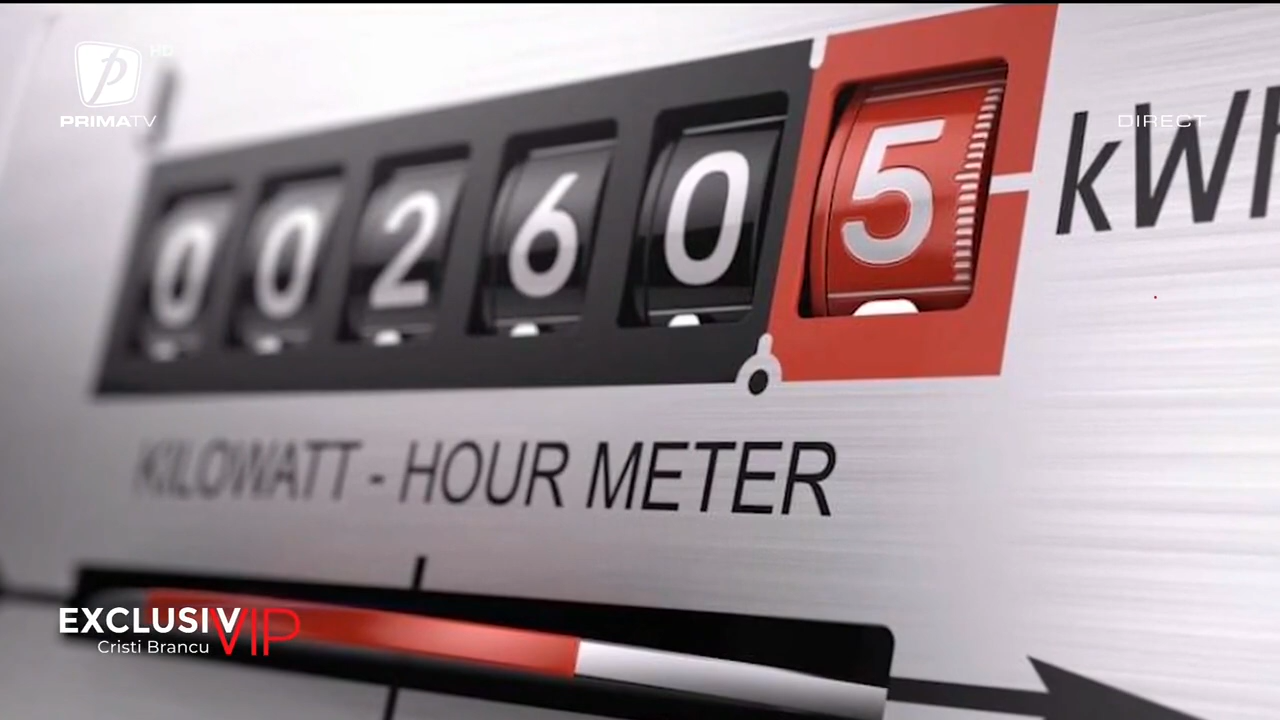 HD
PRIMATV
DIRECT
002605
kWh
KILOWATT - HOUR METER
EXCLUSIV VIP
Cristi Brancu